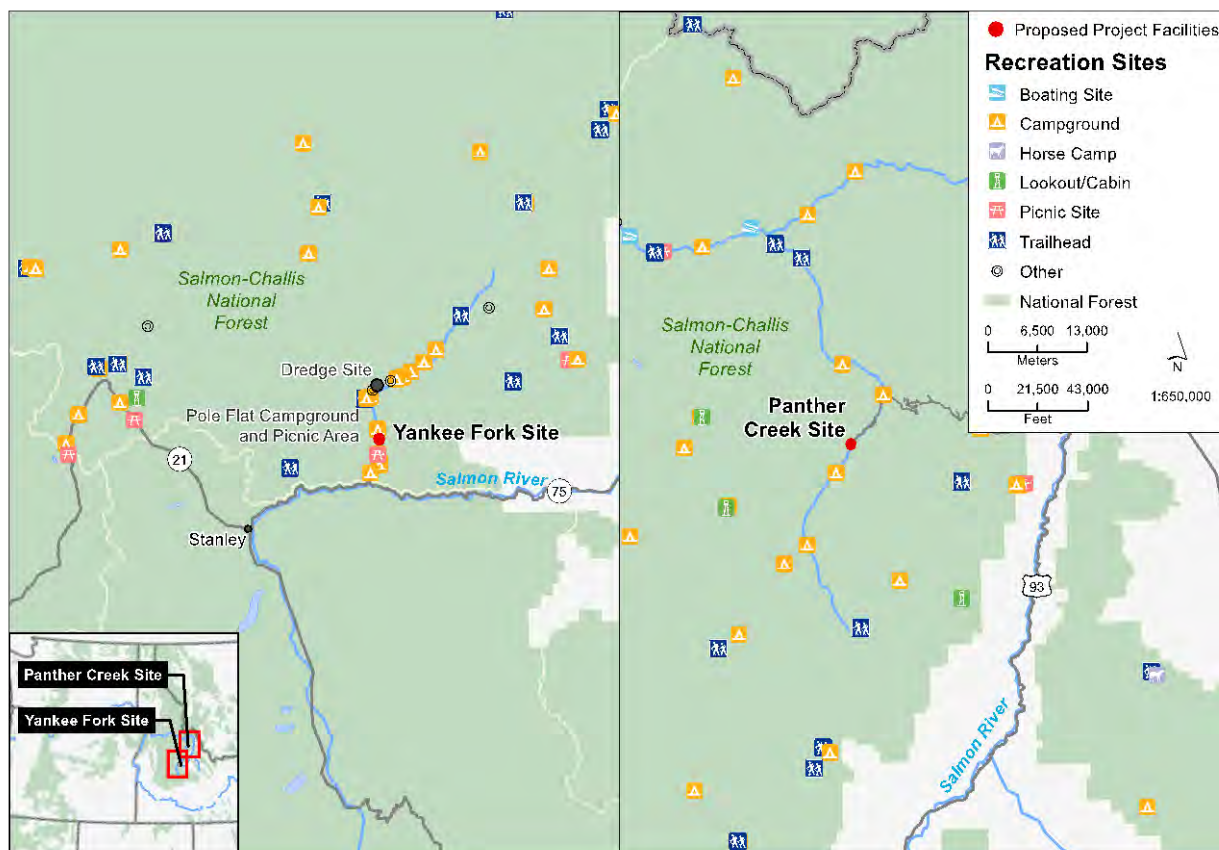 Salmon-Challis
National
Forest
Dredge Site
Pole Flat Campground
and Picnic Area
Yankee Fork Site
21
Salmon River
75
Stanley
Panther Creek Site
Yankee Fork Site
Salmon-Challis
National
Forest
Panther
Creek Site
93
Salmon River
Proposed Project Facilities
Recreation Sites
Boating Site
Campground
Horse Camp
Lookout/Cabin
Picnic Site
Trailhead
Other
National Forest
0 6,500 13,000
Meters
0 21,500 43,000
Feet
N
1:650,000